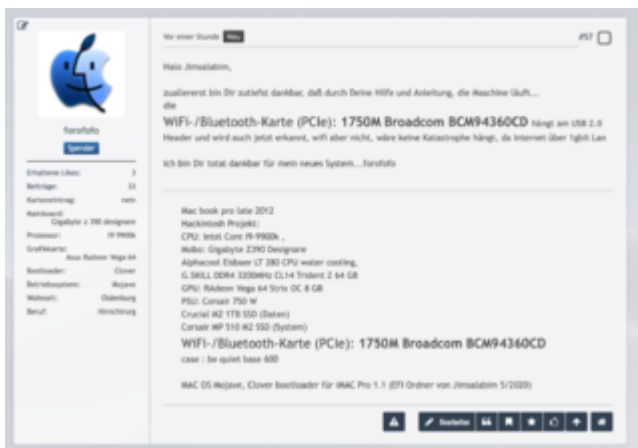 Vor einer Stunde Neu
#57
Halo Jimsalabim,
zuallererst bin Dir zutiefst dankbar, daß durch Deine Hilfe und Anleitung, die Maschine läuft...
die
WiFi-/Bluetooth-Karte (PCIe): 1750M Broadcom BCM94360CD hängt am USB 2.0
Header und wird auch jetzt erkannt, wifi aber nicht, wäre keine Katastrophe hängt, da Internet über 1gbit Lan
Ich bin Dir total dankbar für mein neues System...forofofo
forofofo
Spender
Erhaltene Likes: 3
Beiträge: 33
Karteneintrag: nein
Mainboard:
Gigabyte z 390 designare
Prozessor: i9 9900k
Grafikkarte:
Asus Radeon Vega 64
Bootloader: Clover
Betriebssystem: Mojave
Wohnort: Oldenburg
Beruf: Hirnchirurg
Mac book pro late 2012
Hackintosh Projekt:
CPU: Intel Core i9-9900k ,
Mobo: Gigabyte Z390 Designare
Alphacool Eisbaer LT 280 CPU water cooling,
G.SKILL DDR4 3200MHz CL14 Trident Z 64 GB
GPU: RAdeon Vega 64 Strix OC 8 GB
PSU: Corsair 750 W
Crucial M2 1TB SSD (Daten)
Corsair MP 510 M2 SSD (System)
WiFi-/Bluetooth-Karte (PCIe): 1750M Broadcom BCM94360CD
case : be quiet base 600
MAC OS Mojave, Clover bootloader für iMAC Pro 1.1 (EFI Ordner von Jimsalabim 5/2020)
Bearbeiten